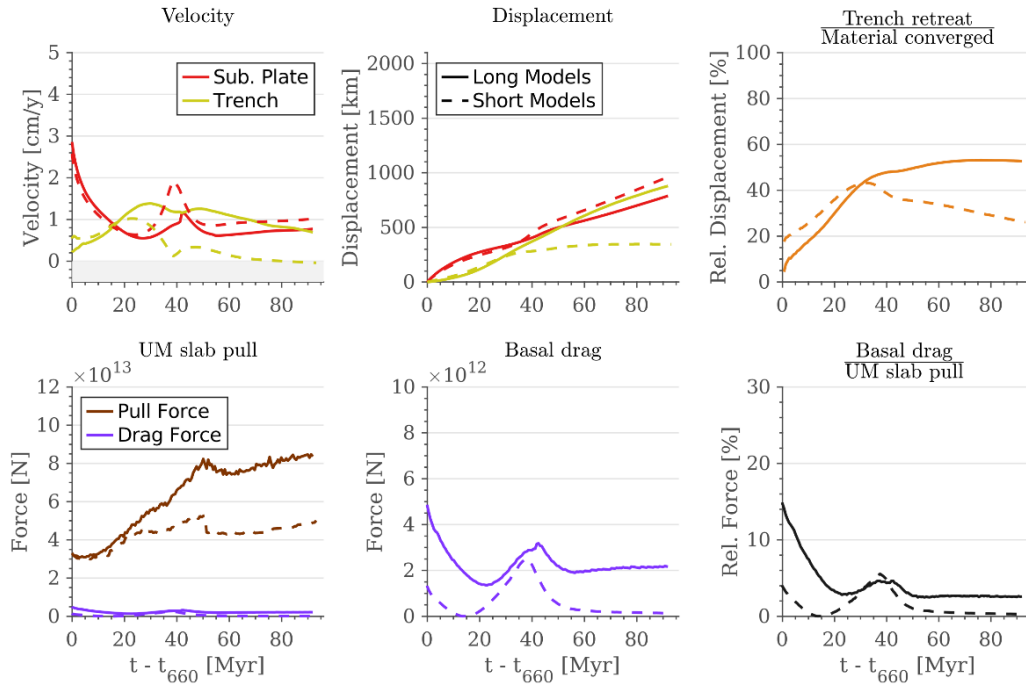 Velocity
Displacement
Trench retreat
Material converged
Velocity [cm/y]
5
4
3
2
1
0
0 20 40 60 80
Sub. Plate
Trench
Displacement [km]
2000
1500
1000
500
0
0 20 40 60 80
Long Models
Short Models
Rel. Displacement [%]
100
80
60
40
20
0
0 20 40 60 80
UM slab pull
Basal drag
Basal drag
UM slab pull
×10^13
Force [N]
12
10
8
6
4
2
0
0 20 40 60 80
t - t_660 [Myr]
Pull Force
Drag Force
×10^12
Force [N]
10
8
6
4
2
0
0 20 40 60 80
t - t_660 [Myr]
Rel. Force [%]
30
20
10
0
0 20 40 60 80
t - t_660 [Myr]